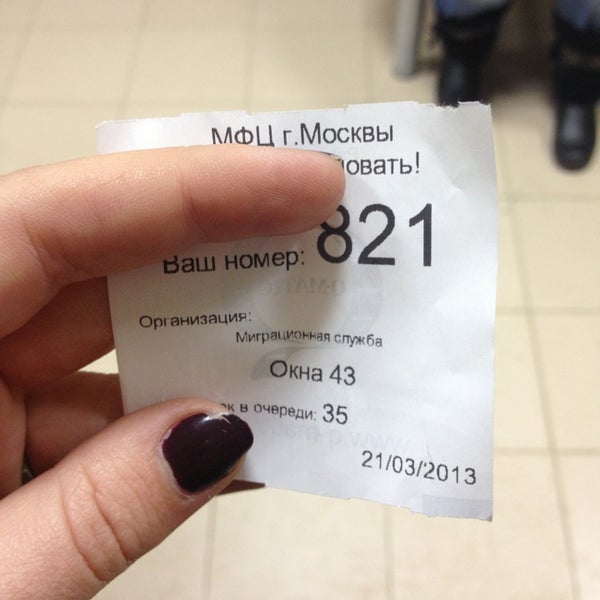 МФЦ г.Москвы
Ваш номер: 821
Организация:
Миграционная служба
Окна 43
в очереди: 35
21/03/2013